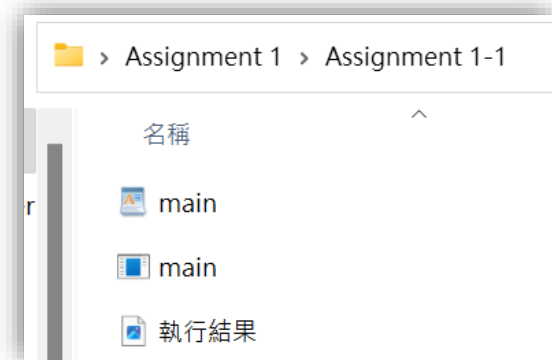 > Assignment 1 > Assignment 1-1
名稱
r
main
main
執行結果